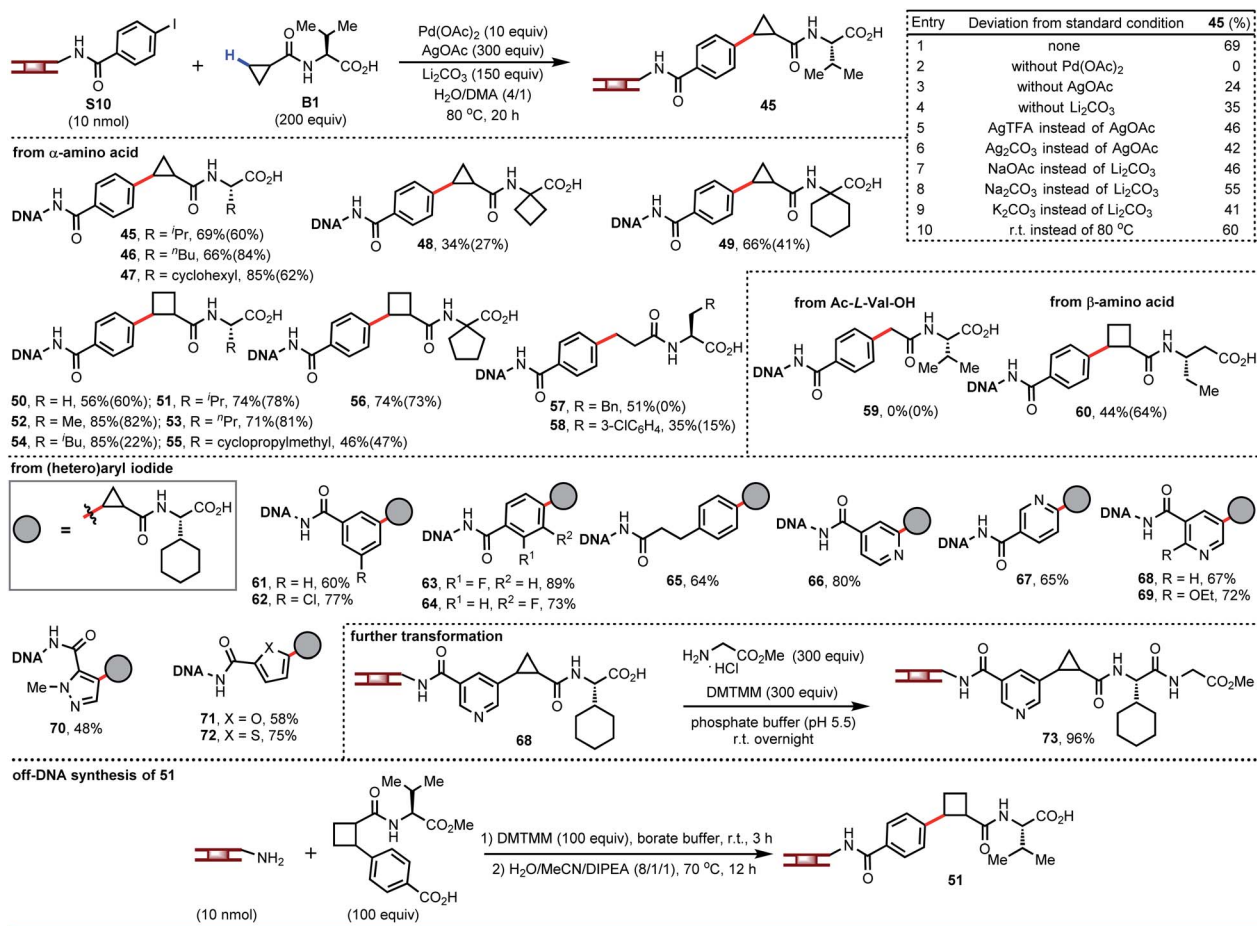 S10
(10 nmol)
+
B1
(200 equiv)
Pd(OAc)2 (10 equiv)
AgOAc (300 equiv)
Li2CO3 (150 equiv)
H2O/DMA (4/1)
80 °C, 20 h
45
Entry Deviation from standard condition 45 (%)
1 none 69
2 without Pd(OAc)2 0
3 without AgOAc 24
4 without Li2CO3 35
5 AgTFA instead of AgOAc 46
6 Ag2CO3 instead of AgOAc 42
7 NaOAc instead of Li2CO3 46
8 Na2CO3 instead of Li2CO3 55
9 K2CO3 instead of Li2CO3 41
10 r.t. instead of 80 °C 60
from α-amino acid
45, R = iPr, 69%(60%)
46, R = nBu, 66%(84%)
47, R = cyclohexyl, 85%(62%)
48, 34%(27%)
49, 66%(41%)
50, R = H, 56%(60%); 51, R = iPr, 74%(78%)
52, R = Me, 85%(82%) 53, R = nPr, 71%(81%)
54, R = iBu, 85%(22%) 55, R = cyclopropylmethyl, 46%(47%)
56, 74%(73%)
57, R = Bn, 51%(0%)
58, R = 3-ClC6H4, 35%(15%)
from Ac-L-Val-OH
59, 0%(0%)
from β-amino acid
60, 44%(64%)
from (hetero)aryl iodide
=
61, R = H, 60%
62, R = Cl, 77%
63, R1 = F, R2 = H, 89%
64, R1 = H, R2 = F, 73%
65, 64%
66, 80%
67, 65%
68, R = H, 67%
69, R = OEt, 72%
70, 48%
71, X = O, 58%
72, X = S, 75%
further transformation
68
H2N CO2Me (300 equiv)
· HCl
DMTMM (300 equiv)
phosphate buffer (pH 5.5)
r.t. overnight
73, 96%
off-DNA synthesis of 51
NH2
(10 nmol)
+
Me Me
O
N
H
CO2Me
CO2H
(100 equiv)
1) DMTMM (100 equiv), borate buffer, r.t., 3 h
2) H2O/MeCN/DIPEA (8/1/1), 70 °C, 12 h
51